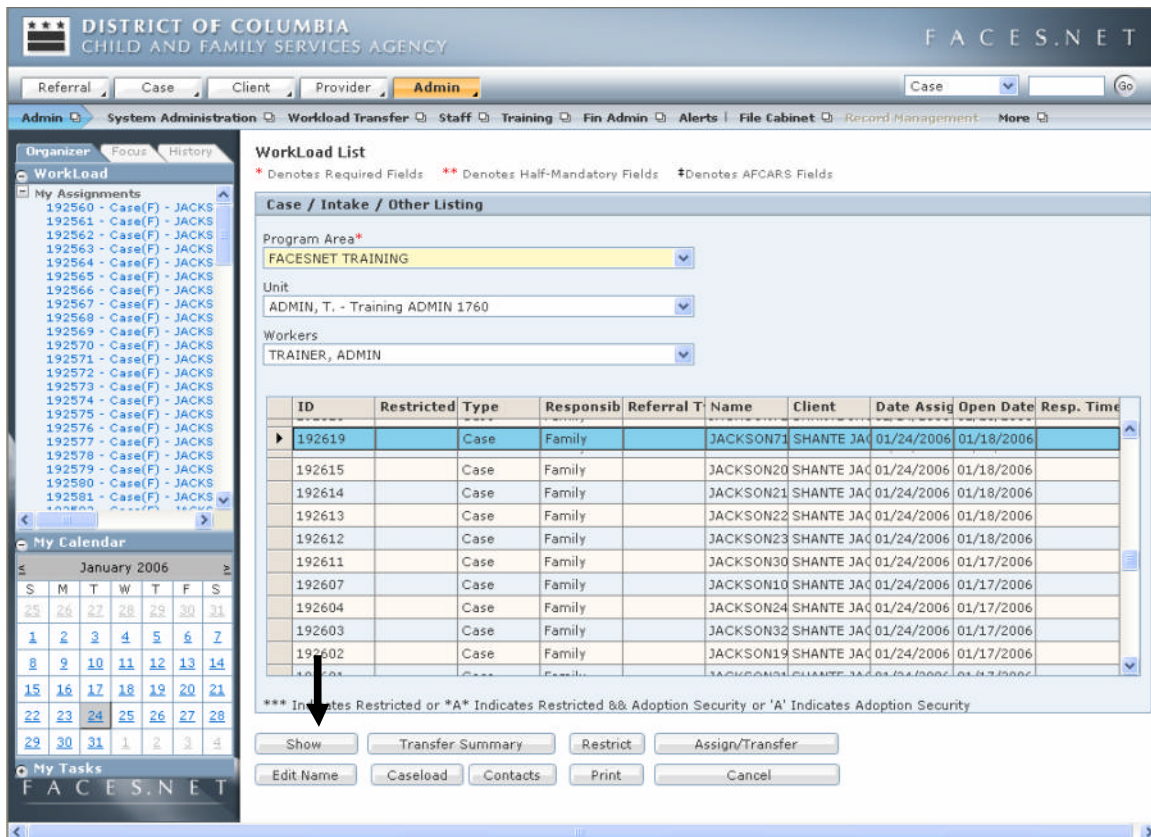 DISTRICT OF COLUMBIA
CHILD AND FAMILY SERVICES AGENCY
FACES.NET
Referral Case Client Provider Admin Case Go
Admin System Administration Workload Transfer Staff Training Fin Admin Alerts | File Cabinet Record Management More
Organizer Focus History
WorkLoad
My Assignments
192560 - Case(F) - JACKS
192561 - Case(F) - JACKS
192562 - Case(F) - JACKS
192563 - Case(F) - JACKS
192564 - Case(F) - JACKS
192565 - Case(F) - JACKS
192566 - Case(F) - JACKS
192567 - Case(F) - JACKS
192568 - Case(F) - JACKS
192569 - Case(F) - JACKS
192570 - Case(F) - JACKS
192571 - Case(F) - JACKS
192572 - Case(F) - JACKS
192573 - Case(F) - JACKS
192574 - Case(F) - JACKS
192575 - Case(F) - JACKS
192576 - Case(F) - JACKS
192577 - Case(F) - JACKS
192578 - Case(F) - JACKS
192579 - Case(F) - JACKS
192580 - Case(F) - JACKS
192581 - Case(F) - JACKS
My Calendar
≤ January 2006 ≥
S M T W T F S
25 26 27 28 29 30 31
1 2 3 4 5 6 7
8 9 10 11 12 13 14
15 16 17 18 19 20 21
22 23 24 25 26 27 28
29 30 31 1 2 3 4
My Tasks
FACES.NET
WorkLoad List
* Denotes Required Fields ** Denotes Half-Mandatory Fields ‡Denotes AFCARS Fields
Case / Intake / Other Listing
Program Area*
FACESNET TRAINING
Unit
ADMIN, T. - Training ADMIN 1760
Workers
TRAINER, ADMIN
ID Restricted Type Responsib Referral T Name Client Date Assig Open Date Resp. Time
192619 Case Family JACKSON71 SHANTE JAC 01/24/2006 01/18/2006
192615 Case Family JACKSON20 SHANTE JAC 01/24/2006 01/18/2006
192614 Case Family JACKSON21 SHANTE JAC 01/24/2006 01/18/2006
192613 Case Family JACKSON22 SHANTE JAC 01/24/2006 01/18/2006
192612 Case Family JACKSON23 SHANTE JAC 01/24/2006 01/18/2006
192611 Case Family JACKSON30 SHANTE JAC 01/24/2006 01/17/2006
192607 Case Family JACKSON10 SHANTE JAC 01/24/2006 01/17/2006
192604 Case Family JACKSON24 SHANTE JAC 01/24/2006 01/17/2006
192603 Case Family JACKSON32 SHANTE JAC 01/24/2006 01/17/2006
192602 Case Family JACKSON19 SHANTE JAC 01/24/2006 01/17/2006
*** Indicates Restricted or *A* Indicates Restricted && Adoption Security or 'A' Indicates Adoption Security
Show Transfer Summary Restrict Assign/Transfer
Edit Name Caseload Contacts Print Cancel